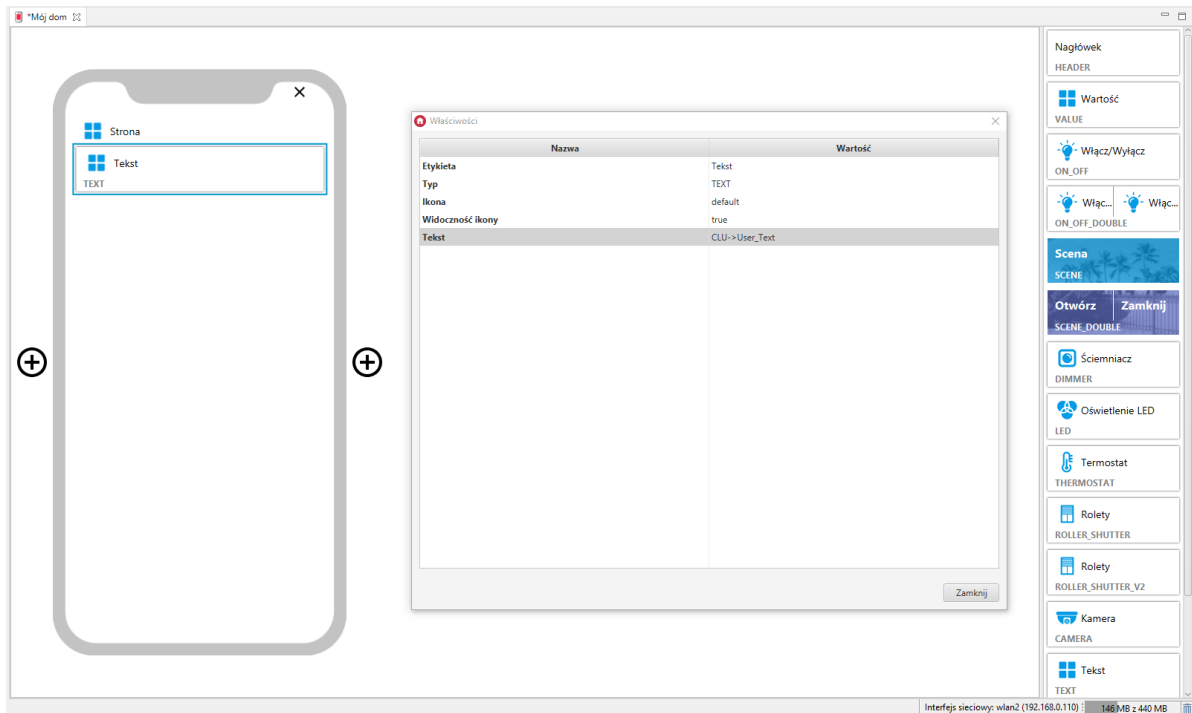 *Mój dom
Strona
Tekst
TEXT
Właściwości
Nazwa Wartość
Etykieta Tekst
Typ TEXT
Ikona default
Widoczność ikony true
Tekst CLU->User_Text
Zamknij
Nagłówek
HEADER
Wartość
VALUE
Włącz/Wyłącz
ON_OFF
Włąc... Włąc...
ON_OFF_DOUBLE
Scena
SCENE
Otwórz Zamknij
SCENE_DOUBLE
Ściemniacz
DIMMER
Oświetlenie LED
LED
Termostat
THERMOSTAT
Rolety
ROLLER_SHUTTER
Rolety
ROLLER_SHUTTER_V2
Kamera
CAMERA
Tekst
TEXT
Interfejs sieciowy: wlan2 (192.168.0.110) 146 MB z 440 MB